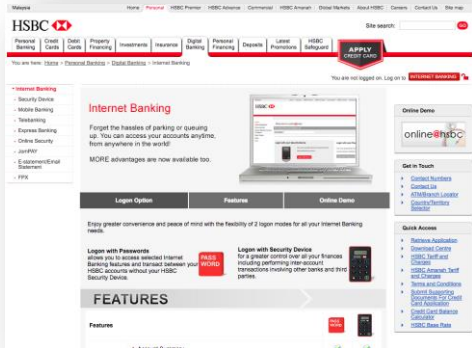 Malaysia
Home Personal HSBC Premier HSBC Advance Commercial HSBC Amanah Global Markets About HSBC Careers Contact Us Site map
HSBC
Site search:
Personal Banking Credit Cards Debit Cards Property Financing Investments Insurance Digital Banking Personal Financing Deposits Latest Promotions HSBC Safeguard
APPLY
CREDIT CARD
You are here: Home > Personal Banking > Digital Banking > Internet Banking
You are not logged on. Log on to INTERNET BANKING
Internet Banking
Security Device
Mobile Banking
Telebanking
Express Banking
Online Security
JomPAY
E-statement/Email Statement
FPX
Internet Banking
Forget the hassles of parking or queuing
up. You can access your accounts anytime,
from anywhere in the world!
MORE advantages are now available too.
HSBC
Logon Option Features Online Demo
Enjoy greater convenience and peace of mind with the flexibility of 2 logon modes for all your Internet Banking
needs.
Logon with Passwords
allows you to access selected Internet
Banking features and transact between your
HSBC accounts without your HSBC
Security Device.
PASS
WORD
Logon with Security Device
for a greater control over all your finances
including performing inter-account
transactions involving other banks and third
parties.
FEATURES
Features
PASS
WORD
Account Summary
Online Demo
online@hsbc
Get in Touch
Contact Numbers
Contact Us
ATM/Branch Locator
Country/Territory
Selector
Quick Access
Retrieve Application
Download Centre
HSBC Tariff and
Charges
HSBC Amanah Tariff
and Charges
Terms and Conditions
Submit Supporting
Documents For Credit
Card Application
Credit Card Balance
Calculator
HSBC Base Rate